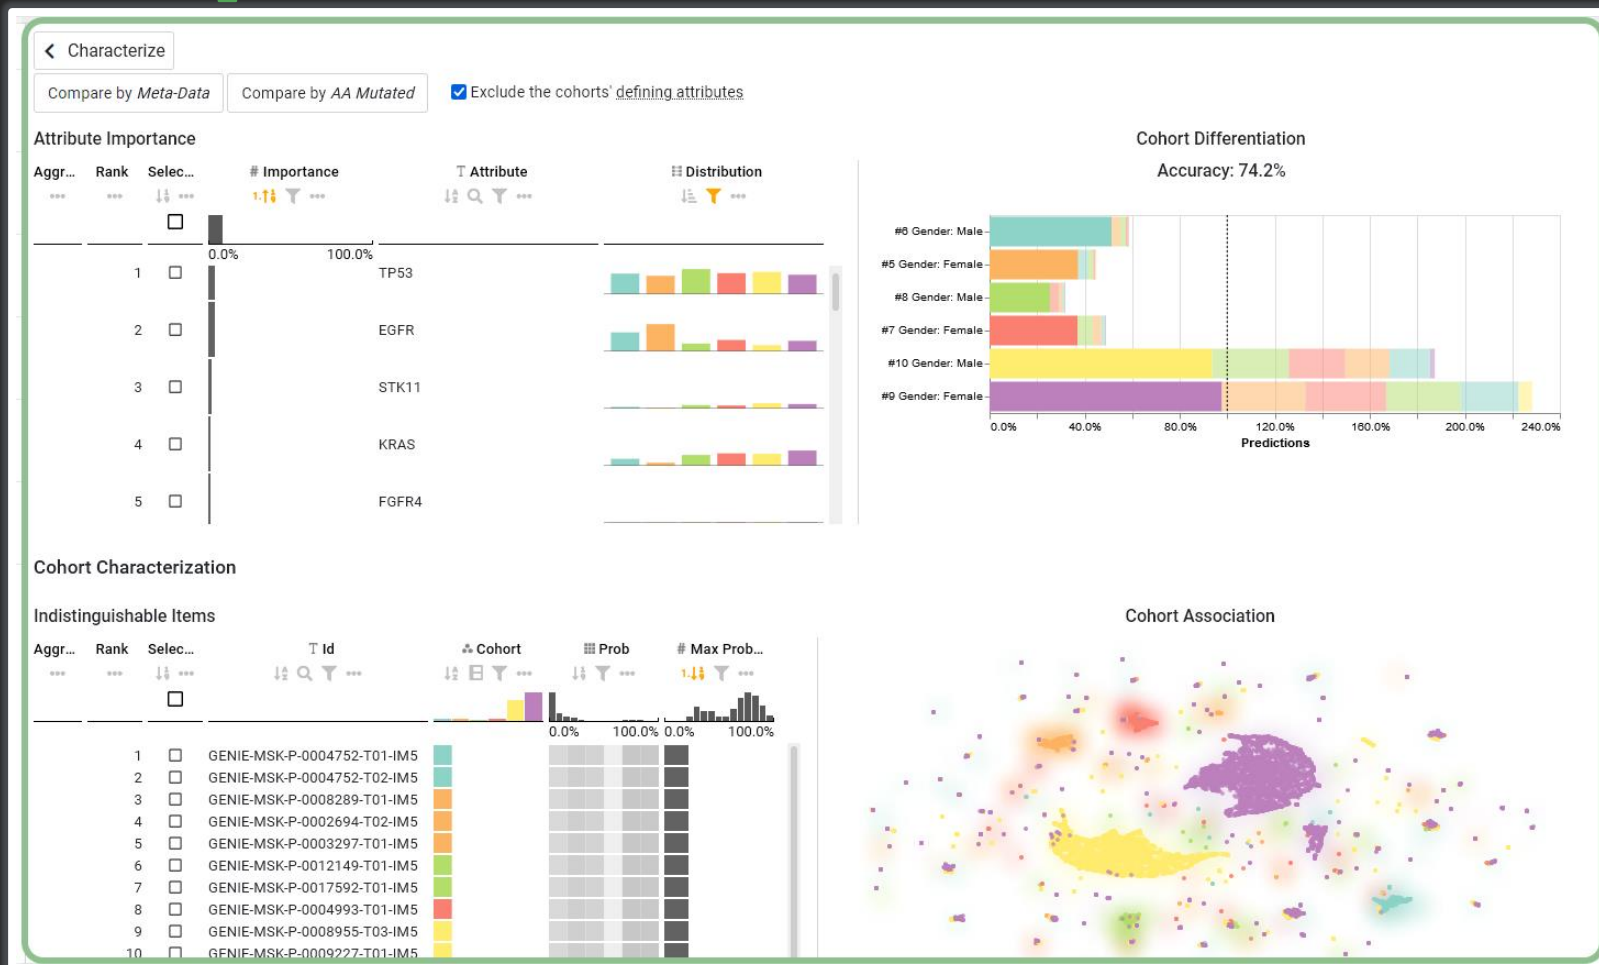 Characterize
Compare by Meta-Data Compare by AA Mutated Exclude the cohorts' defining attributes
Attribute Importance
Aggr... Rank Selec... # Importance T Attribute Distribution
0.0% 100.0%
1 TP53
2 EGFR
3 STK11
4 KRAS
5 FGFR4
Cohort Differentiation
Accuracy: 74.2%
#6 Gender: Male
#5 Gender: Female
#8 Gender: Male
#7 Gender: Female
#10 Gender: Male
#9 Gender: Female
0.0% 40.0% 80.0% 120.0% 160.0% 200.0% 240.0%
Predictions
Cohort Characterization
Indistinguishable Items
Aggr... Rank Selec... T Id Cohort Prob # Max Prob...
0.0% 100.0% 0.0% 100.0%
1 GENIE-MSK-P-0004752-T01-IM5
2 GENIE-MSK-P-0004752-T02-IM5
3 GENIE-MSK-P-0008289-T01-IM5
4 GENIE-MSK-P-0002694-T02-IM5
5 GENIE-MSK-P-0003297-T01-IM5
6 GENIE-MSK-P-0012149-T01-IM5
7 GENIE-MSK-P-0017592-T01-IM5
8 GENIE-MSK-P-0004993-T01-IM5
9 GENIE-MSK-P-0008955-T03-IM5
10 GENIE-MSK-P-0009227-T01-IM5
Cohort Association